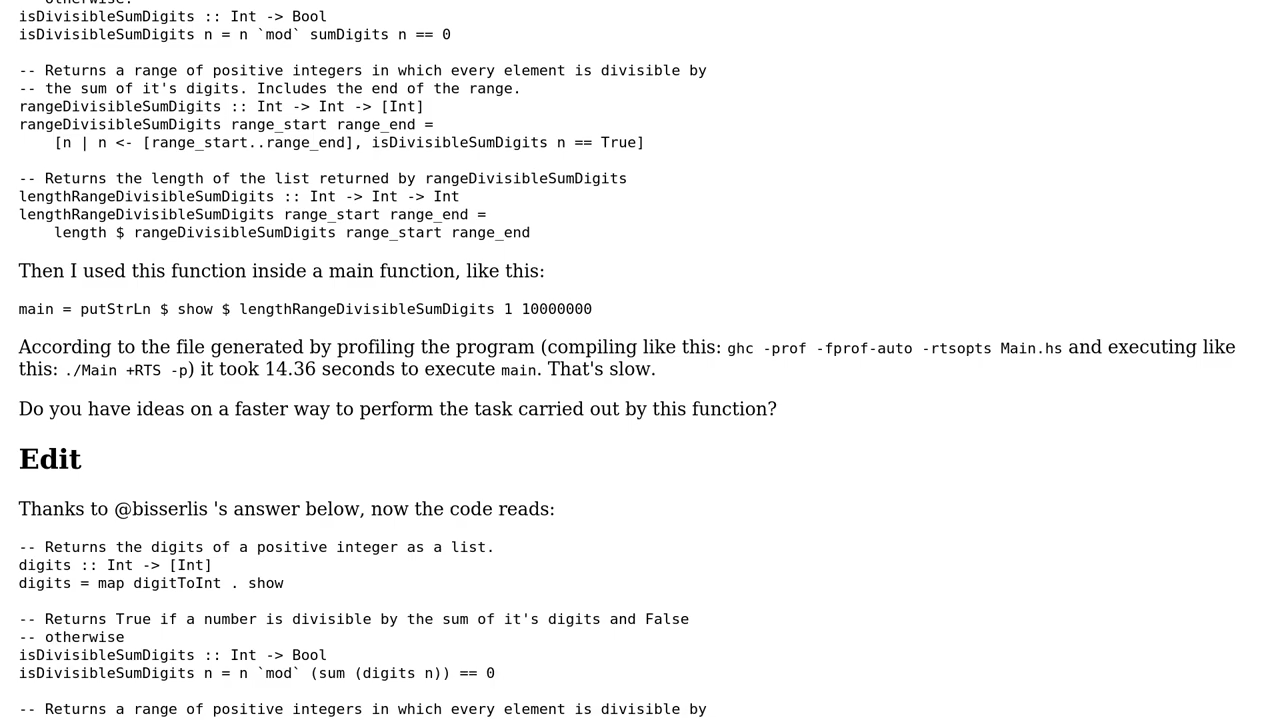 otherwise.
isDivisibleSumDigits :: Int -> Bool
isDivisibleSumDigits n = n `mod` sumDigits n == 0
-- Returns a range of positive integers in which every element is divisible by
-- the sum of it's digits. Includes the end of the range.
rangeDivisibleSumDigits :: Int -> Int -> [Int]
rangeDivisibleSumDigits range_start range_end =
    [n | n <- [range_start..range_end], isDivisibleSumDigits n == True]
-- Returns the length of the list returned by rangeDivisibleSumDigits
lengthRangeDivisibleSumDigits :: Int -> Int -> Int
lengthRangeDivisibleSumDigits range_start range_end =
    length $ rangeDivisibleSumDigits range_start range_end
Then I used this function inside a main function, like this:
main = putStrLn $ show $ lengthRangeDivisibleSumDigits 1 10000000
According to the file generated by profiling the program (compiling like this: ghc -prof -fprof-auto -rtsopts Main.hs and executing like
this: ./Main +RTS -p) it took 14.36 seconds to execute main. That's slow.
Do you have ideas on a faster way to perform the task carried out by this function?
Edit
Thanks to @bisserlis 's answer below, now the code reads:
-- Returns the digits of a positive integer as a list.
digits :: Int -> [Int]
digits = map digitToInt . show
-- Returns True if a number is divisible by the sum of it's digits and False
-- otherwise
isDivisibleSumDigits :: Int -> Bool
isDivisibleSumDigits n = n `mod` (sum (digits n)) == 0
-- Returns a range of positive integers in which every element is divisible by